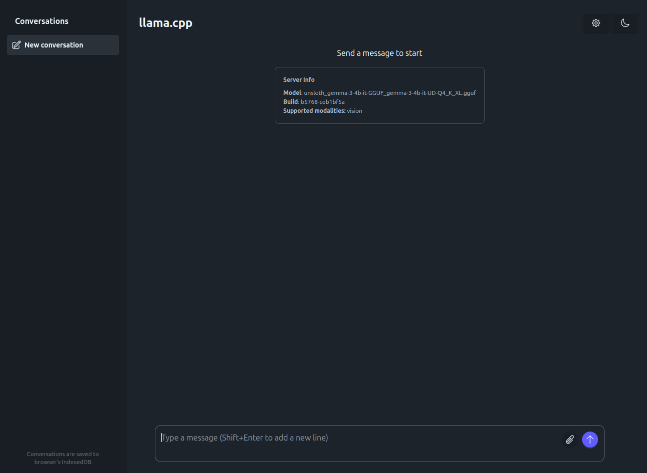 Conversations
New conversation
llama.cpp
Send a message to start
Server Info
Model: unsloth_gemma-3-4b-it-GGUF_gemma-3-4b-it-UD-Q4_K_XL.gguf
Build:
Supported modalities: vision
Type a message (Shift+Enter to add a new line)
Conversations are saved to
browser's IndexedDB